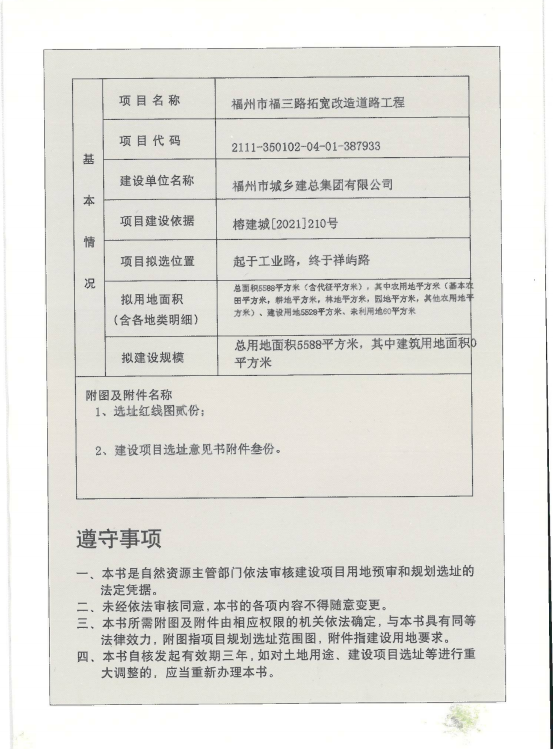 基本情况
项目名称 福州市福三路拓宽改造道路工程
项目代码 2111-350102-04-01-387933
建设单位名称 福州市城乡建总集团有限公司
项目建设依据 榕建城[2021]210号
项目拟选位置 起于工业路，终于祥屿路
拟用地面积
（含各地类明细）
总面积5588平方米（含代征平方米），其中农用地平方米（基本农
田平方米，耕地平方米，林地平方米，园地平方米，其他农用地平
方米）、建设用地5528平方米、未利用地60平方米
拟建设规模
总用地面积5588平方米，其中建筑用地面积0
平方米
附图及附件名称
1、选址红线图贰份；
2、建设项目选址意见书附件叁份。
遵守事项
一、本书是自然资源主管部门依法审核建设项目用地预审和规划选址的
法定凭据。
二、未经依法审核同意，本书的各项内容不得随意变更。
三、本书所需附图及附件由相应权限的机关依法确定，与本书具有同等
法律效力，附图指项目规划选址范围图，附件指建设用地要求。
四、本书自核发起有效期三年，如对土地用途、建设项目选址等进行重
大调整的，应当重新办理本书。